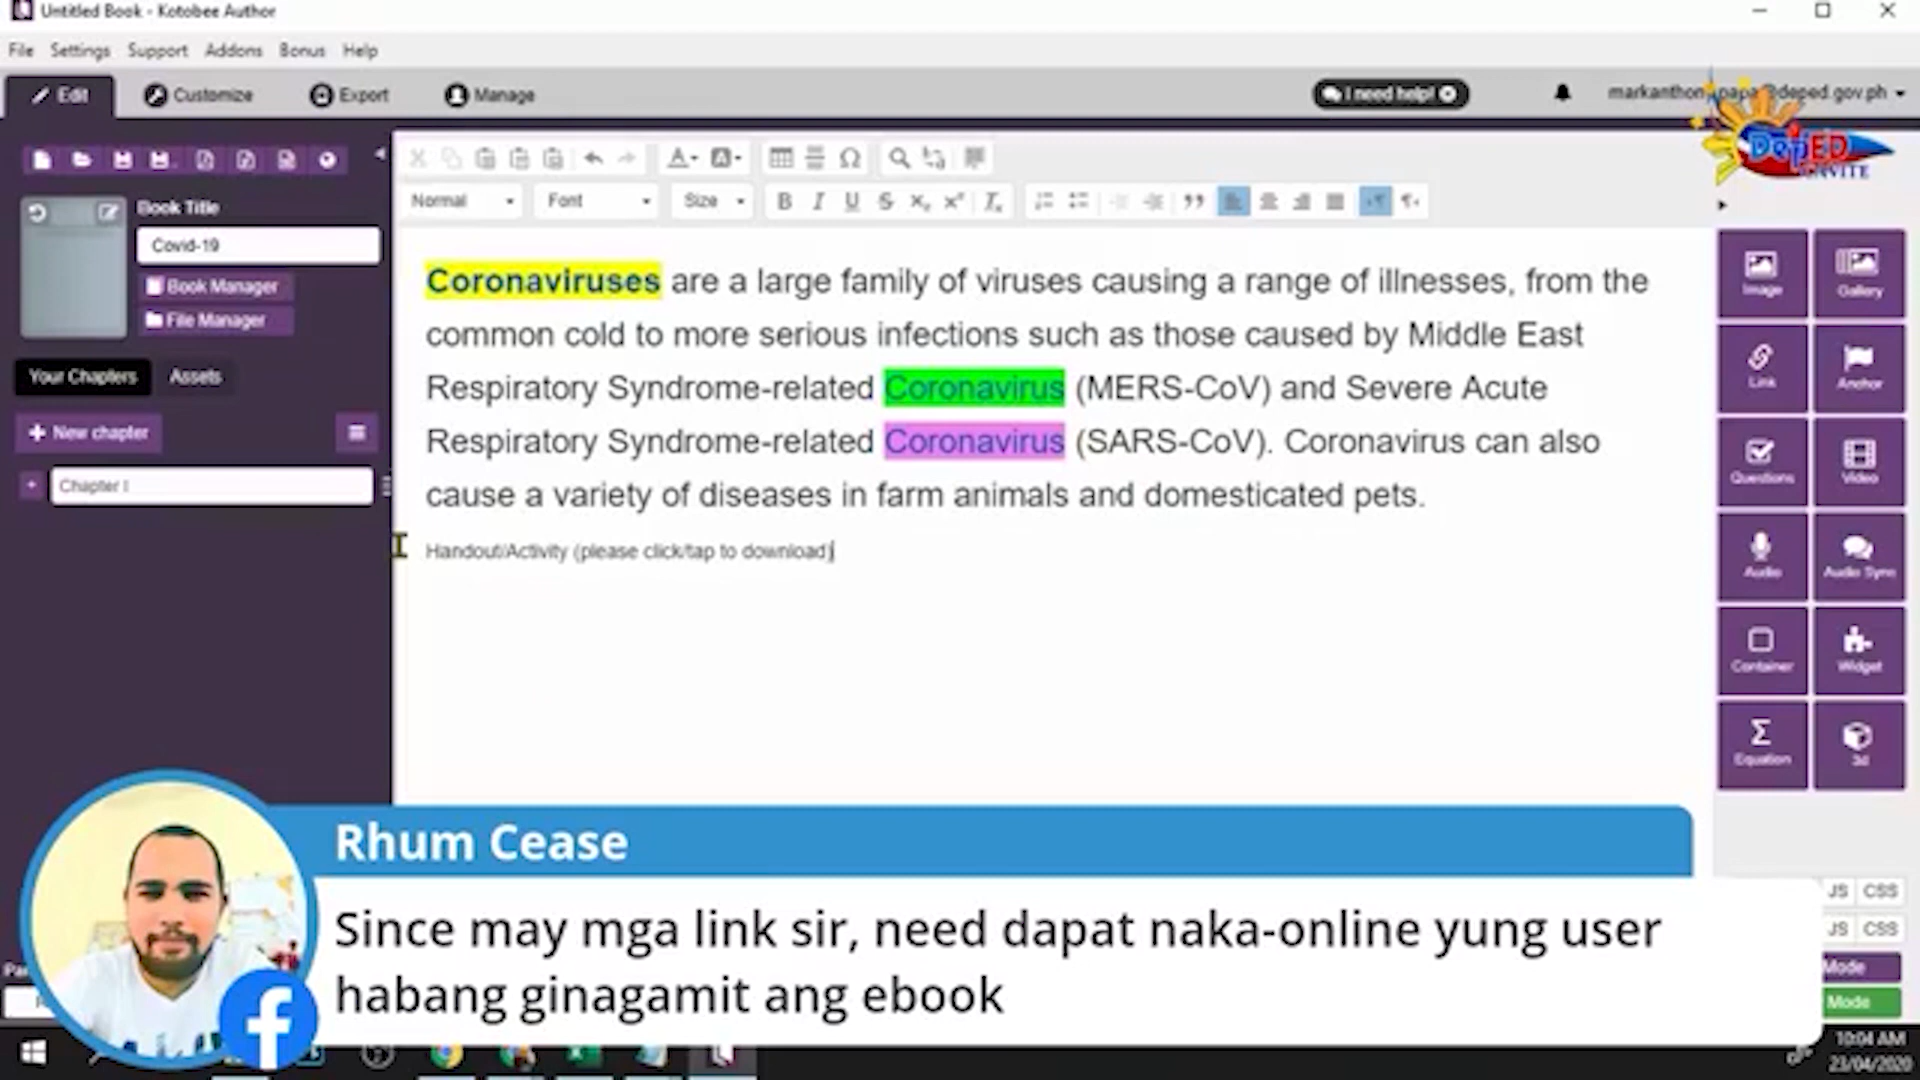 Untitled Book - Kotobee Author
File Settings Support Addons Bonus Help
Edit Customize Export Manage I need help!
Book Title
Covid-19
Book Manager
File Manager
Your Chapters Assets
New chapter
Chapter I
Normal Font Size
Coronaviruses are a large family of viruses causing a range of illnesses, from the
common cold to more serious infections such as those caused by Middle East
Respiratory Syndrome-related Coronavirus (MERS-CoV) and Severe Acute
Respiratory Syndrome-related Coronavirus (SARS-CoV). Coronavirus can also
cause a variety of diseases in farm animals and domesticated pets.
Handout/Activity (please click/tap to download)
DepED
Image Gallery
Link Anchor
Questions Video
Audio Audio Sync
Container Widget
Equation 3d
JS CSS
JS CSS
Mode
Mode
Rhum Cease
Since may mga link sir, need dapat naka-online yung user
habang ginagamit ang ebook
10:04 AM
23/04/2020